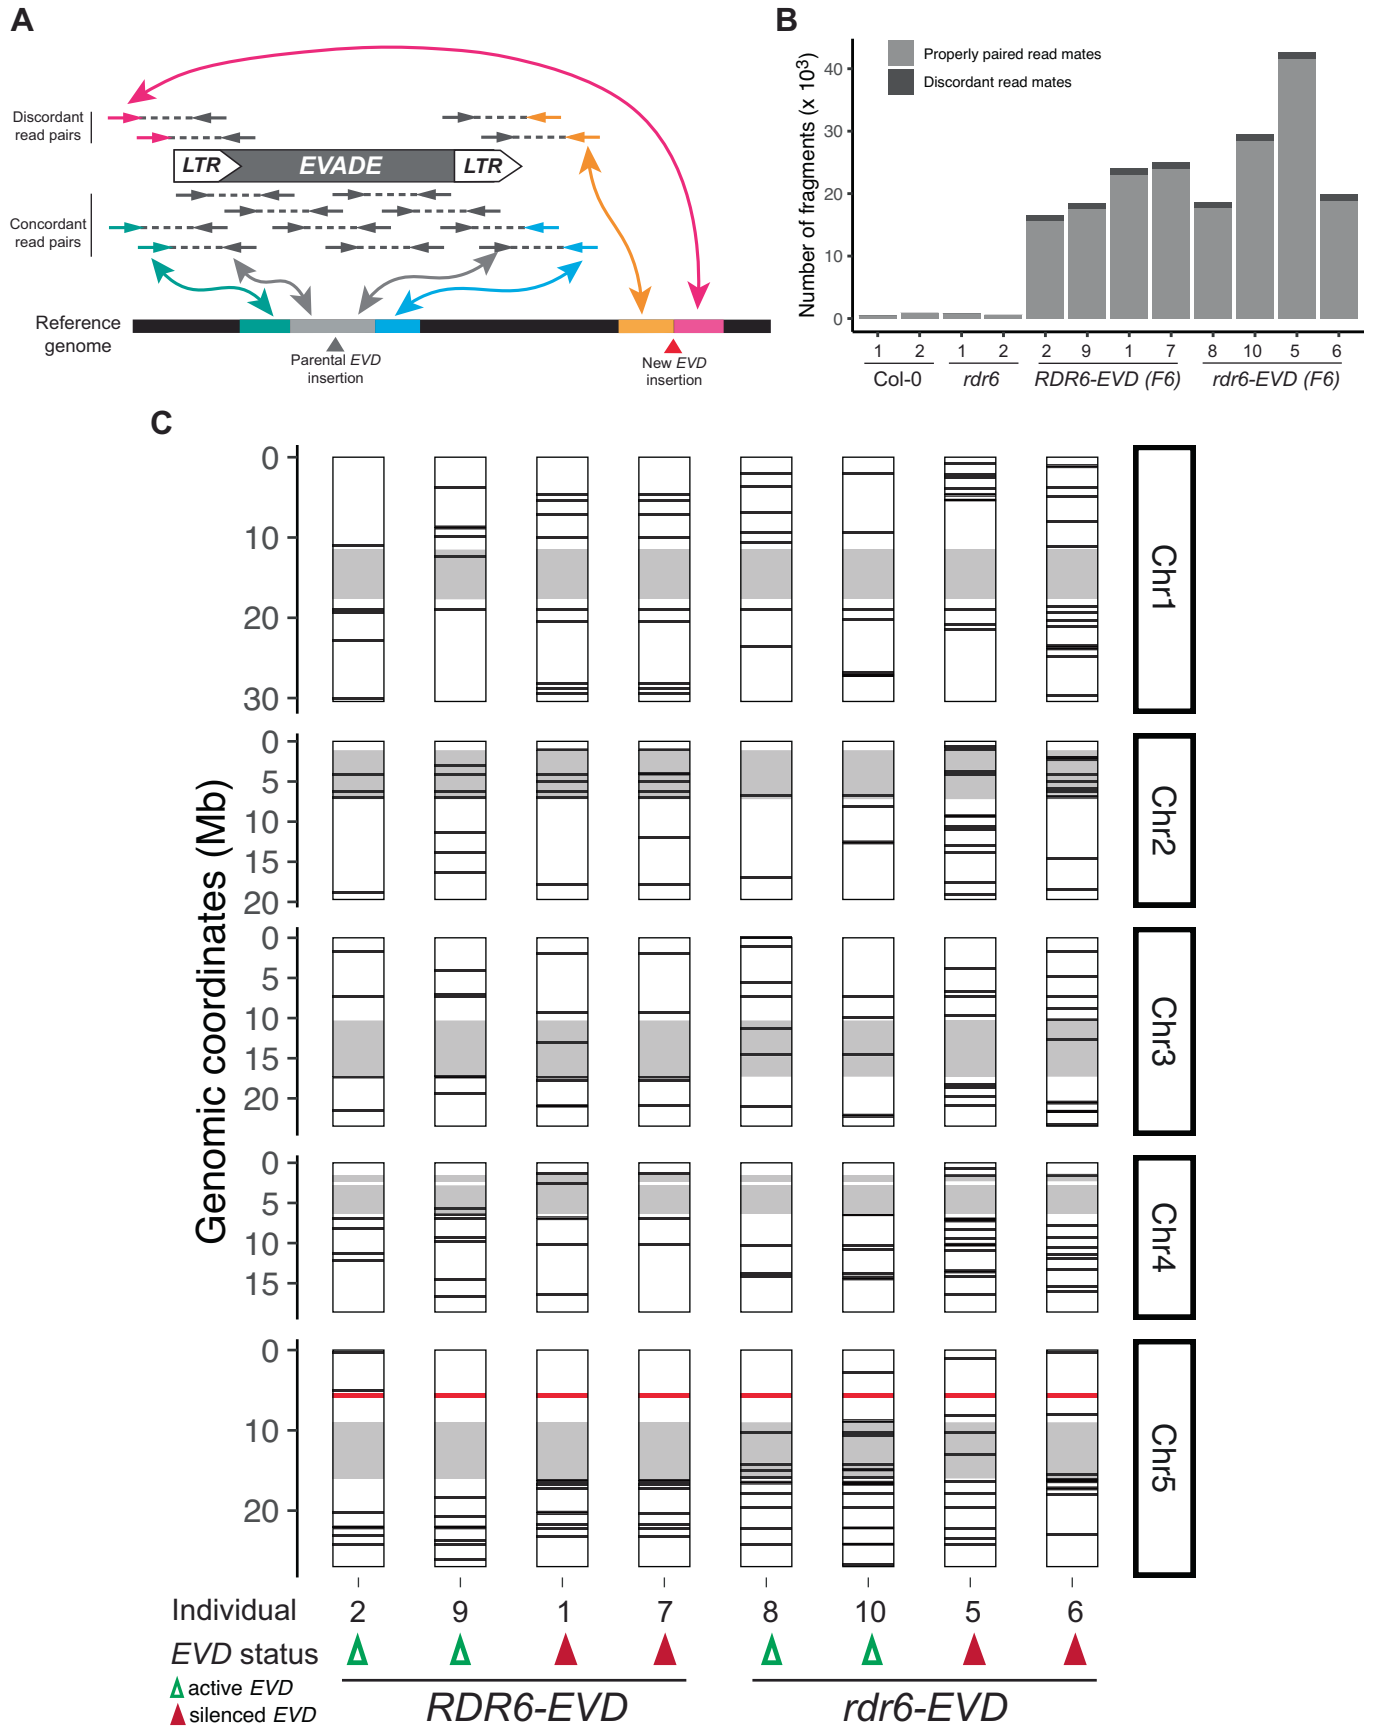 A
Discordant
read pairs
LTR
EVADE
LTR
Concordant
read pairs
Reference
genome
Parental EVD
insertion
New EVD
insertion
B
Number of fragments (x 10³)
40
30
20
10
0
Properly paired read mates
Discordant read mates
1 2 1 2 2 9 1 7 8 10 5 6
Col-0 rdr6 RDR6-EVD (F6) rdr6-EVD (F6)
C
Genomic coordinates (Mb)
0
10
20
30
Chr1
0
5
10
15
20
Chr2
0
5
10
15
20
Chr3
0
5
10
15
Chr4
0
10
20
Chr5
Individual 2 9 1 7 8 10 5 6
EVD status
active EVD
silenced EVD
RDR6-EVD rdr6-EVD